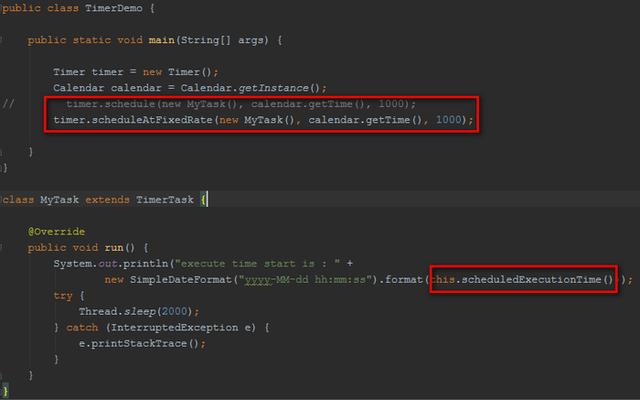 public class TimerDemo {
public static void main(String[] args) {
Timer timer = new Timer();
Calendar calendar = Calendar.getInstance();
// timer.schedule(new MyTask(), calendar.getTime(), 1000);
timer.scheduleAtFixedRate(new MyTask(), calendar.getTime(), 1000);
}
}
class MyTask extends TimerTask {
@Override
public void run() {
System.out.println("execute time start is : " +
new SimpleDateFormat("yyyy-MM-dd hh:mm:ss").format(this.scheduledExecutionTime()));
try {
Thread.sleep(2000);
} catch (InterruptedException e) {
e.printStackTrace();
}
}
}